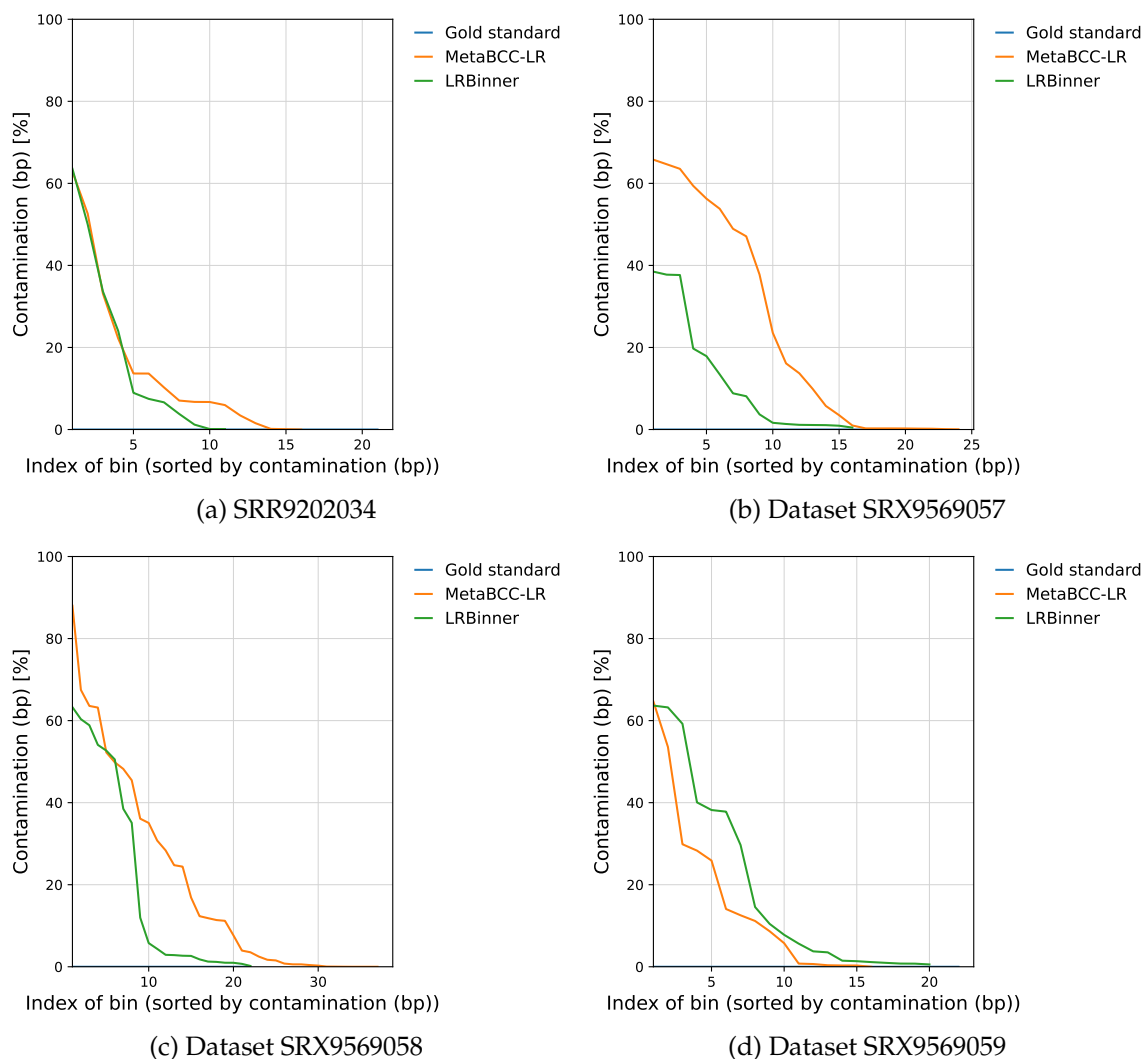 100
80
60
40
20
0
Contamination (bp) [%]
5 10 15 20
Index of bin (sorted by contamination (bp))
Gold standard
MetaBCC-LR
LRBinner
(a) SRR9202034
100
80
60
40
20
0
Contamination (bp) [%]
5 10 15 20 25
Index of bin (sorted by contamination (bp))
Gold standard
MetaBCC-LR
LRBinner
(b) Dataset SRX9569057
100
80
60
40
20
0
Contamination (bp) [%]
10 20 30
Index of bin (sorted by contamination (bp))
Gold standard
MetaBCC-LR
LRBinner
(c) Dataset SRX9569058
100
80
60
40
20
0
Contamination (bp) [%]
5 10 15 20
Index of bin (sorted by contamination (bp))
Gold standard
MetaBCC-LR
LRBinner
(d) Dataset SRX9569059